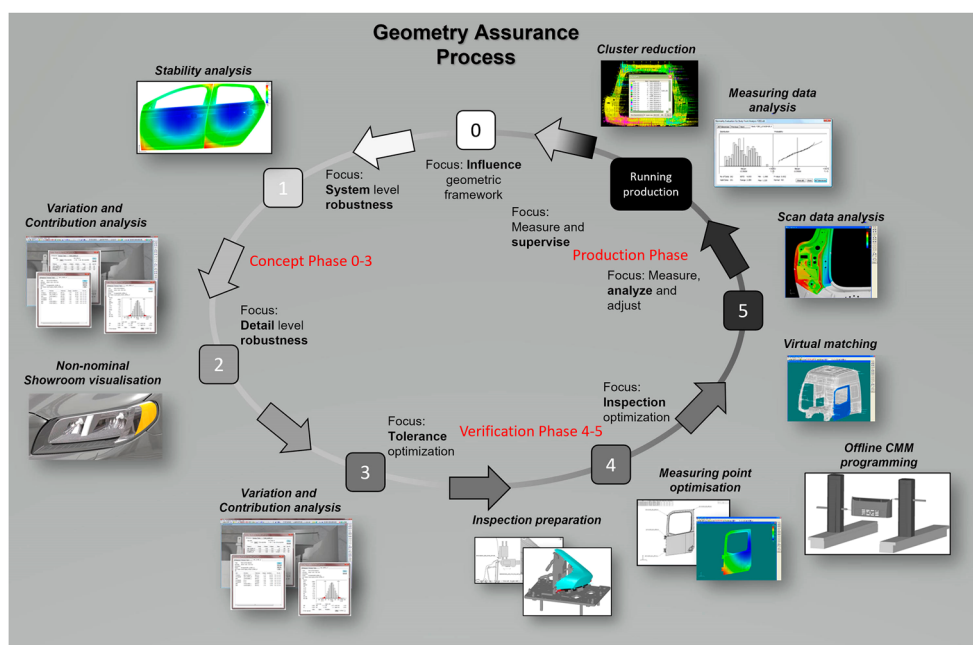 Geometry Assurance
Process
Stability analysis
Cluster reduction
Measuring data
analysis
0
Focus: Influence
geometric
framework
1
Focus:
System level
robustness
Running
production
Focus:
Measure and
supervise
Variation and
Contribution analysis
Concept Phase 0-3
Production Phase
Focus: Measure,
analyze and
adjust
Scan data analysis
5
Focus:
Detail level
robustness
2
Virtual matching
Non-nominal
Showroom visualisation
Focus:
Inspection
optimization
Focus:
Tolerance
optimization
Verification Phase 4-5
3
4
Offline CMM
programming
Measuring point
optimisation
Variation and
Contribution analysis
Inspection preparation